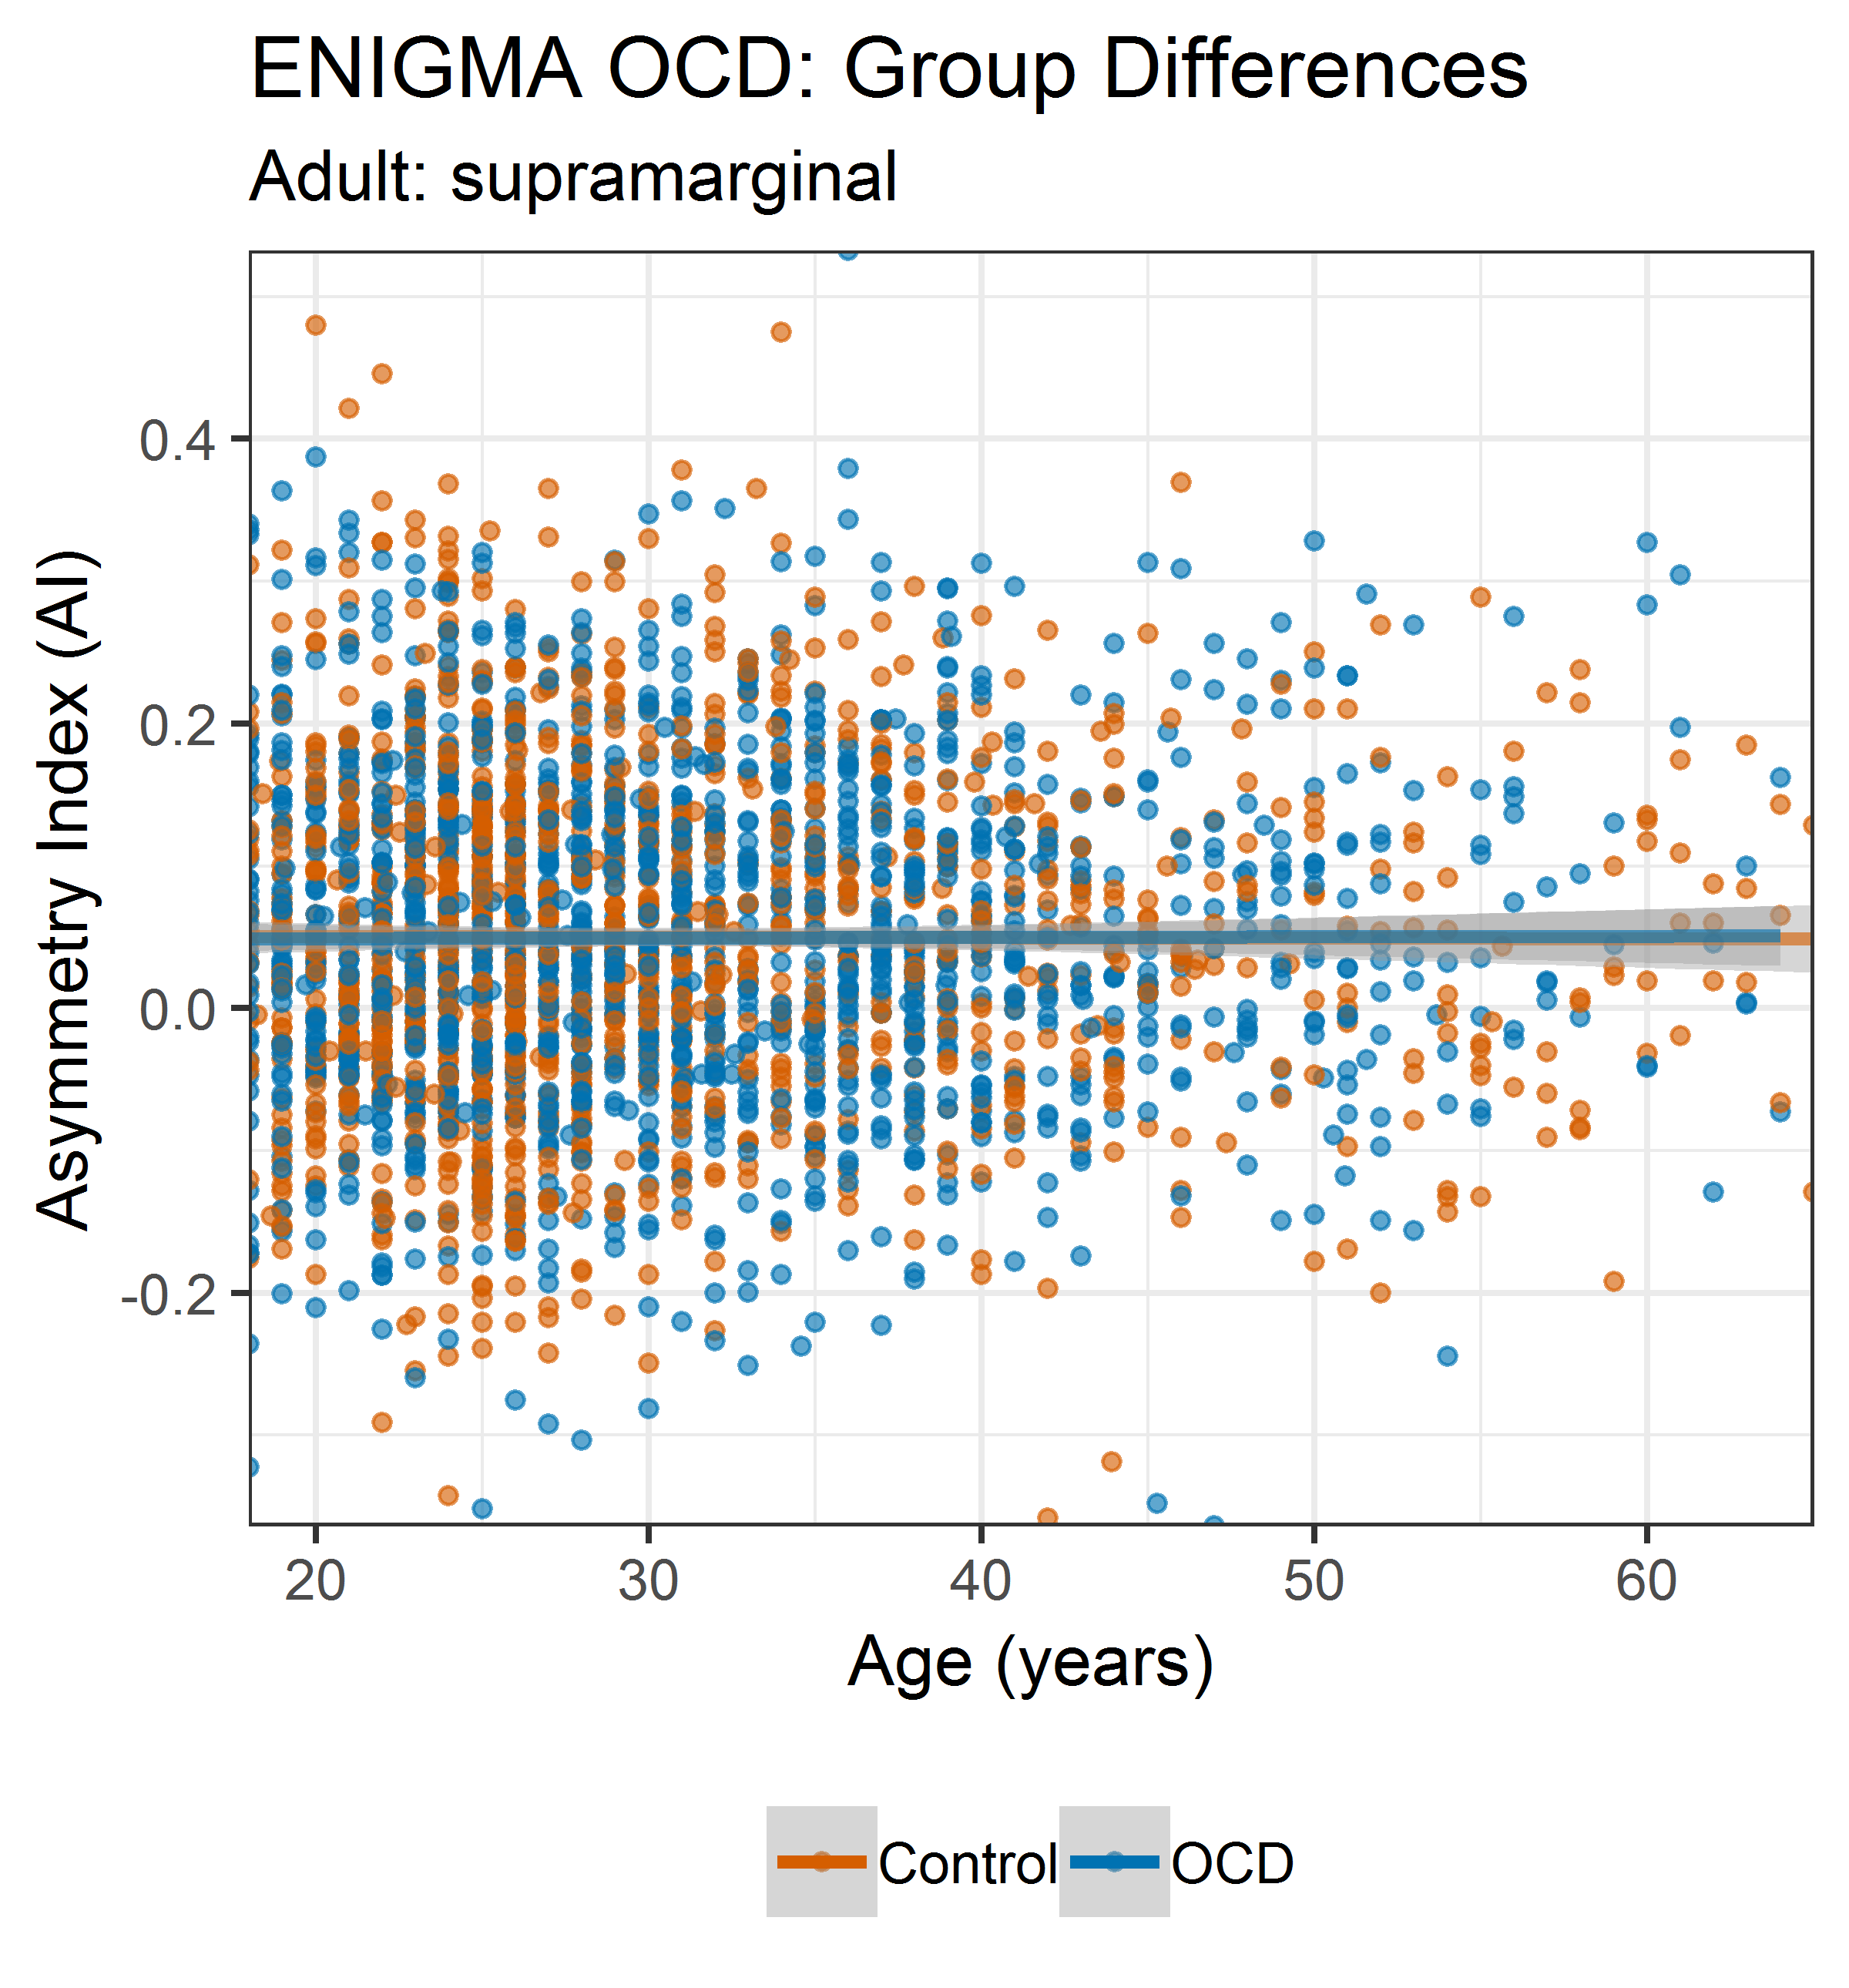 ENIGMA OCD: Group Differences
Adult: supramarginal
Asymmetry Index (AI)
0.4
0.2
0.0
-0.2
20 30 40 50 60
Age (years)
Control OCD